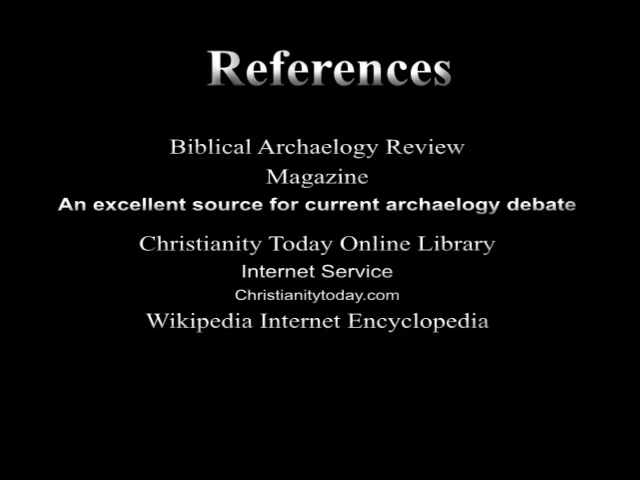 References
Biblical Archaelogy Review
Magazine
An excellent source for current archaelogy debate
Christianity Today Online Library
Internet Service
Christianitytoday.com
Wikipedia Internet Encyclopedia